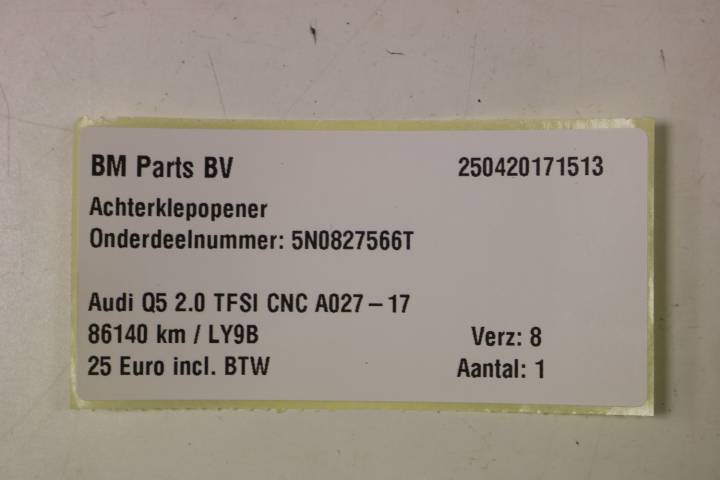 BM Parts BV 250420171513
Achterklepopener
Onderdeelnummer: 5N0827566T
Audi Q5 2.0 TFSI CNC A027 – 17
86140 km / LY9B Verz: 8
25 Euro incl. BTW Aantal: 1